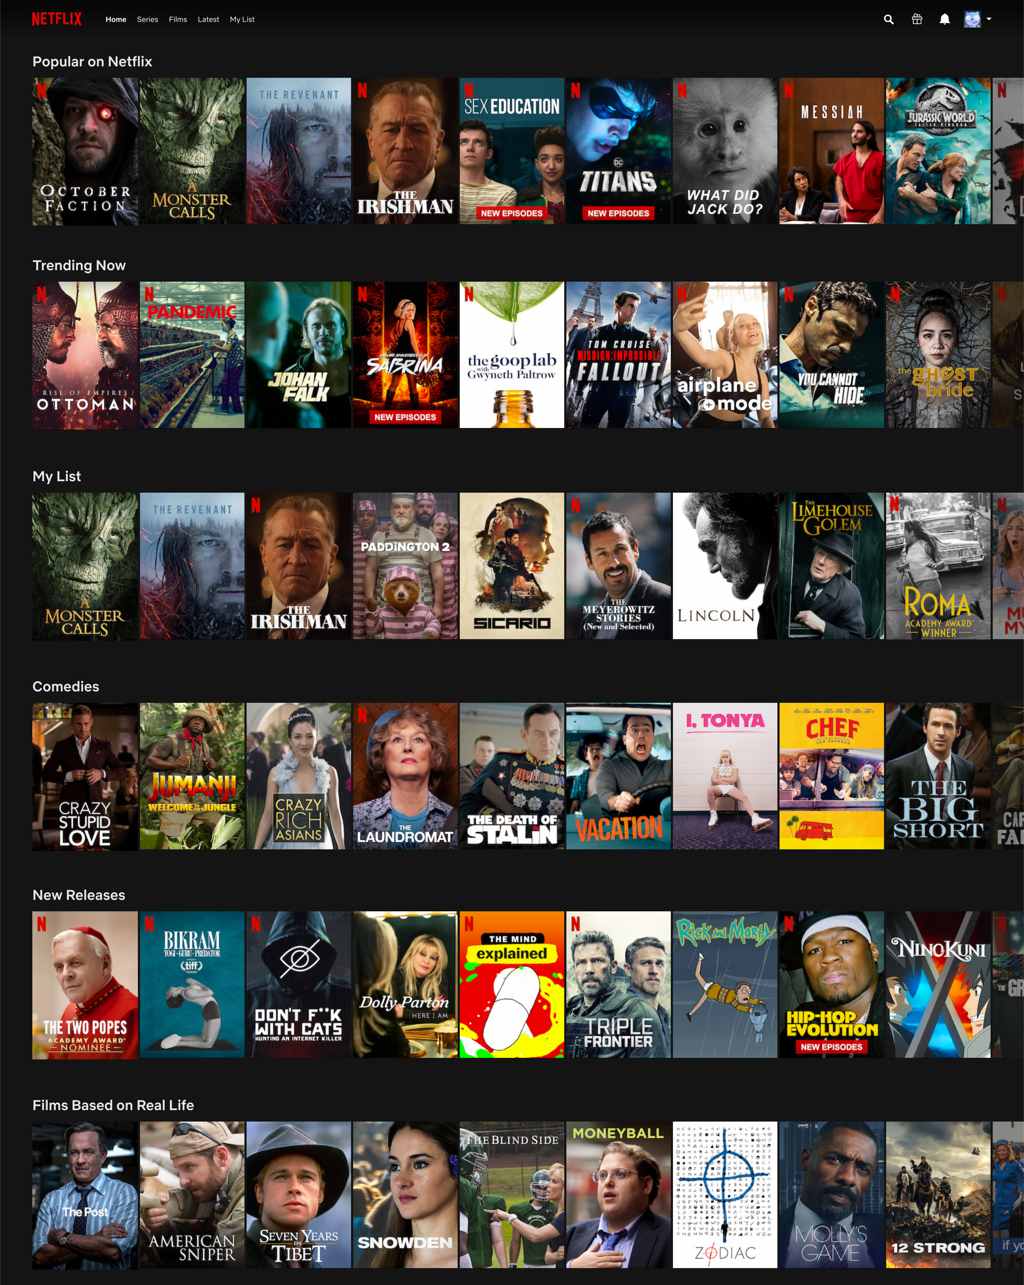 NETFLIX
Home Series Films Latest My List
Popular on Netflix
OCTOBER
FACTION
A
MONSTER
CALLS
THE REVENANT
THE
IRISHMAN
SEX EDUCATION
NEW EPISODES
DC
TITANS
NEW EPISODES
WHAT DID
JACK DO?
MESSIAH
JURASSIC WORLD
FALLEN KINGDOM
Trending Now
RISE OF EMPIRES
OTTOMAN
PANDEMIC
JOHAN
FALK
SABRINA
NEW EPISODES
the goop lab
with
Gwyneth Paltrow
TOM CRUISE
MISSION: IMPOSSIBLE
FALLOUT
airplane
mode
YOU CANNOT
HIDE
the GHOST
bride
My List
A
MONSTER
CALLS
THE REVENANT
THE
IRISHMAN
PADDINGTON 2
SICARIO
THE
MEYEROWITZ
STORIES
(New and Selected)
LINCOLN
THE
LIMEHOUSE
GOLEM
ROMA
ACADEMY AWARD
WINNER
Comedies
CRAZY
STUPID
LOVE
JUMANJI
WELCOME TO THE JUNGLE
CRAZY
RICH
ASIANS
THE
LAUNDROMAT
THE DEATH OF
STALIN
VACATION
I, TONYA
CHEF
THE
BIG
SHORT
New Releases
THE TWO POPES
ACADEMY AWARD
NOMINEE
BIKRAM
YOGI · GURU · PREDATOR
tiff
DON'T F**K
WITH CATS
HUNTING AN INTERNET KILLER
Dolly Parton
HERE I AM
THE MIND
explained
TRIPLE
FRONTIER
Rick and Morty
HIP-HOP
EVOLUTION
NEW EPISODES
NINOKUNI
Films Based on Real Life
The Post
AMERICAN
SNIPER
SEVEN YEARS
IN
TIBET
SNOWDEN
THE BLIND SIDE
MONEYBALL
ZODIAC
MOLLY'S
GAME
12 STRONG